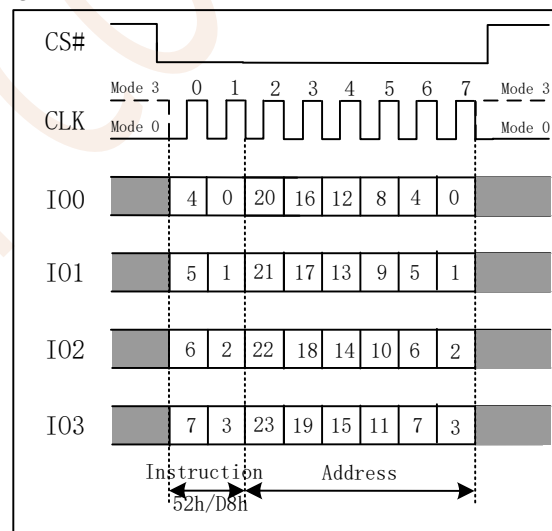 CS#
Mode 3 0 1 2 3 4 5 6 7 Mode 3
CLK
Mode 0 Mode 0
IO0 4 0 20 16 12 8 4 0
IO1 5 1 21 17 13 9 5 1
IO2 6 2 22 18 14 10 6 2
IO3 7 3 23 19 15 11 7 3
Instruction Address
52h/D8h